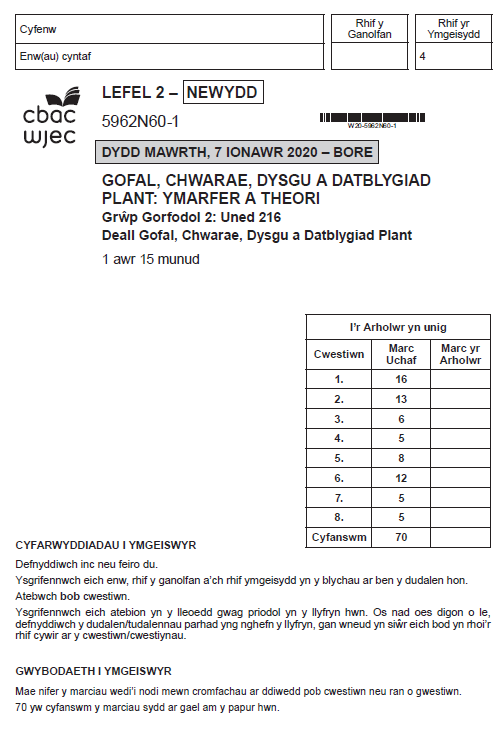 Cyfenw
Rhif y
Ganolfan
Rhif yr
Ymgeisydd
Enw(au) cyntaf
4
cbac
wjec
LEFEL 2 – NEWYDD
5962N60-1
W20-5962N60-1
DYDD MAWRTH, 7 IONAWR 2020 – BORE
GOFAL, CHWARAE, DYSGU A DATBLYGIAD
PLANT: YMARFER A THEORI
Grŵp Gorfodol 2: Uned 216
Deall Gofal, Chwarae, Dysgu a Datblygiad Plant
1 awr 15 munud
I'r Arholwr yn unig
Cwestiwn
Marc
Uchaf
Marc yr
Arholwr
1. 16
2. 13
3. 6
4. 5
5. 8
6. 12
7. 5
8. 5
Cyfanswm 70
CYFARWYDDIADAU I YMGEISWYR
Defnyddiwch inc neu feiro du.
Ysgrifennwch eich enw, rhif y ganolfan a'ch rhif ymgeisydd yn y blychau ar ben y dudalen hon.
Atebwch bob cwestiwn.
Ysgrifennwch eich atebion yn y lleoedd gwag priodol yn y llyfryn hwn. Os nad oes digon o le,
defnyddiwch y dudalen/tudalennau parhad yng nghefn y llyfryn, gan wneud yn siŵr eich bod yn rhoi'r
rhif cywir ar y cwestiwn/cwestiynau.
GWYBODAETH I YMGEISWYR
Mae nifer y marciau wedi'i nodi mewn cromfachau ar ddiwedd pob cwestiwn neu ran o gwestiwn.
70 yw cyfanswm y marciau sydd ar gael am y papur hwn.